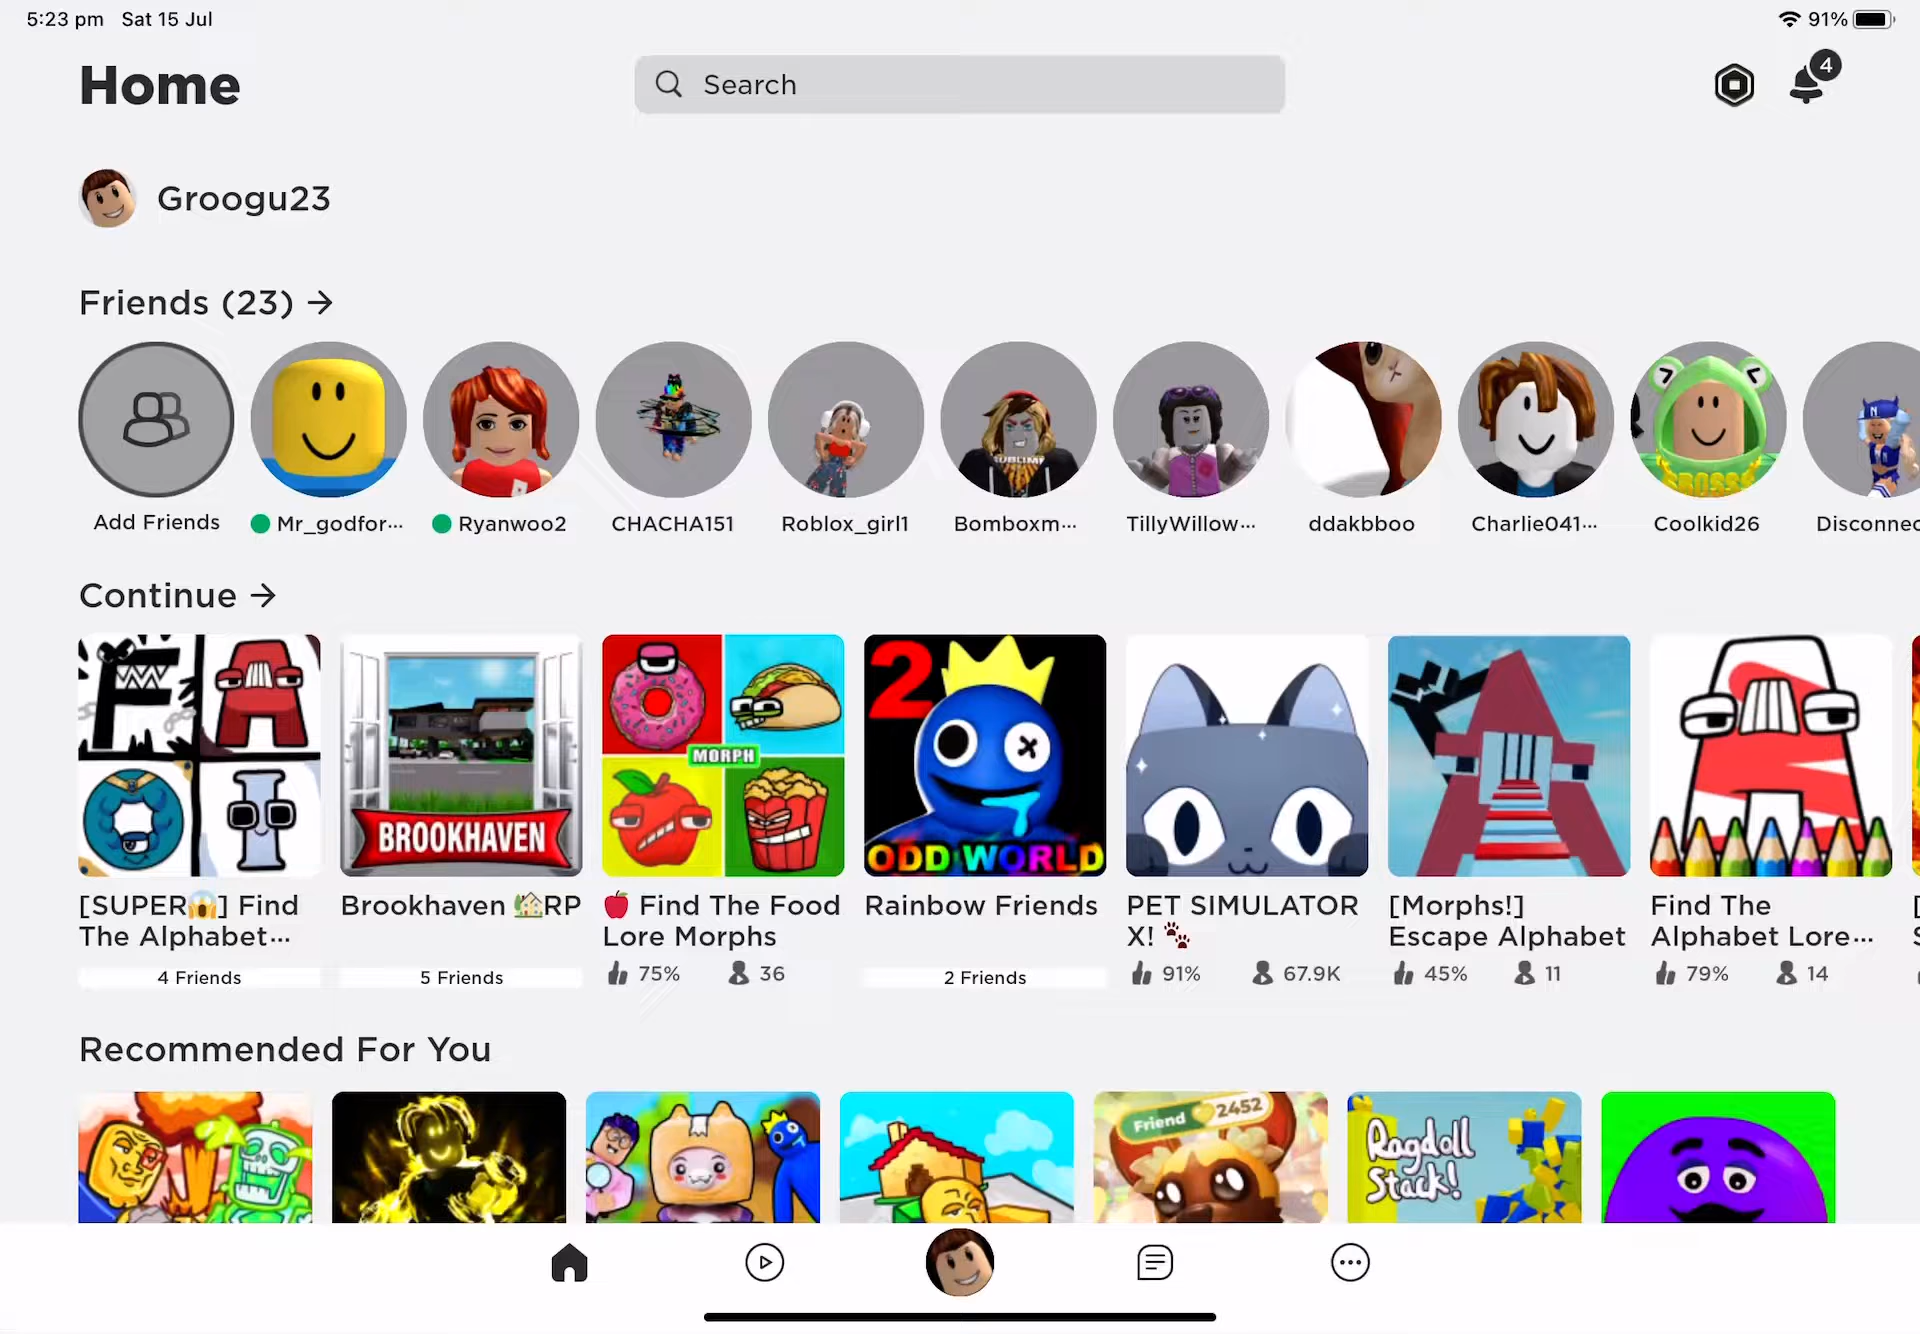 5:23 pm Sat 15 Jul
91%
Home
Search
4
Groogu23
Friends (23) →
Add Friends
Mr_godfor...
Ryanwoo2
CHACHA151
Roblox_girl1
Bomboxm...
TillyWillow...
ddakbboo
Charlie041...
Coolkid26
Disconnec
Continue →
BROOKHAVEN
MORPH
2
ODD WORLD
[SUPER😱] Find
The Alphabet...
4 Friends
Brookhaven 🏡RP
5 Friends
🍎 Find The Food
Lore Morphs
75% 36
Rainbow Friends
2 Friends
PET SIMULATOR
X! 🐾
91% 67.9K
[Morphs!]
Escape Alphabet
45% 11
Find The
Alphabet Lore...
79% 14
Recommended For You
Friend 2452
Ragdoll
Stack!